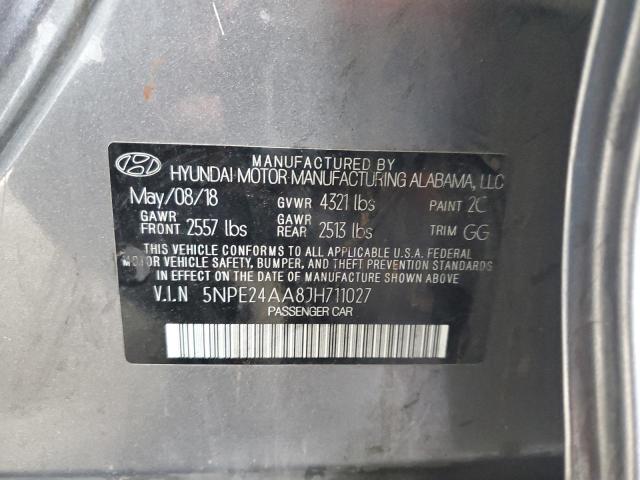 MANUFACTURED BY
HYUNDAI MOTOR MANUFACTURING ALABAMA, LLC
May/08/18 GVWR 4321 lbs PAINT 2C
GAWR FRONT 2557 lbs GAWR REAR 2513 lbs TRIM GG
THIS VEHICLE CONFORMS TO ALL APPLICABLE U.S.A. FEDERAL
MOTOR VEHICLE SAFETY, BUMPER, AND THEFT PREVENTION STANDARDS
IN EFFECT ON THE DATE OF MANUFACTURE SHOWN ABOVE
V.I.N 5NPE24AA8JH711027
PASSENGER CAR